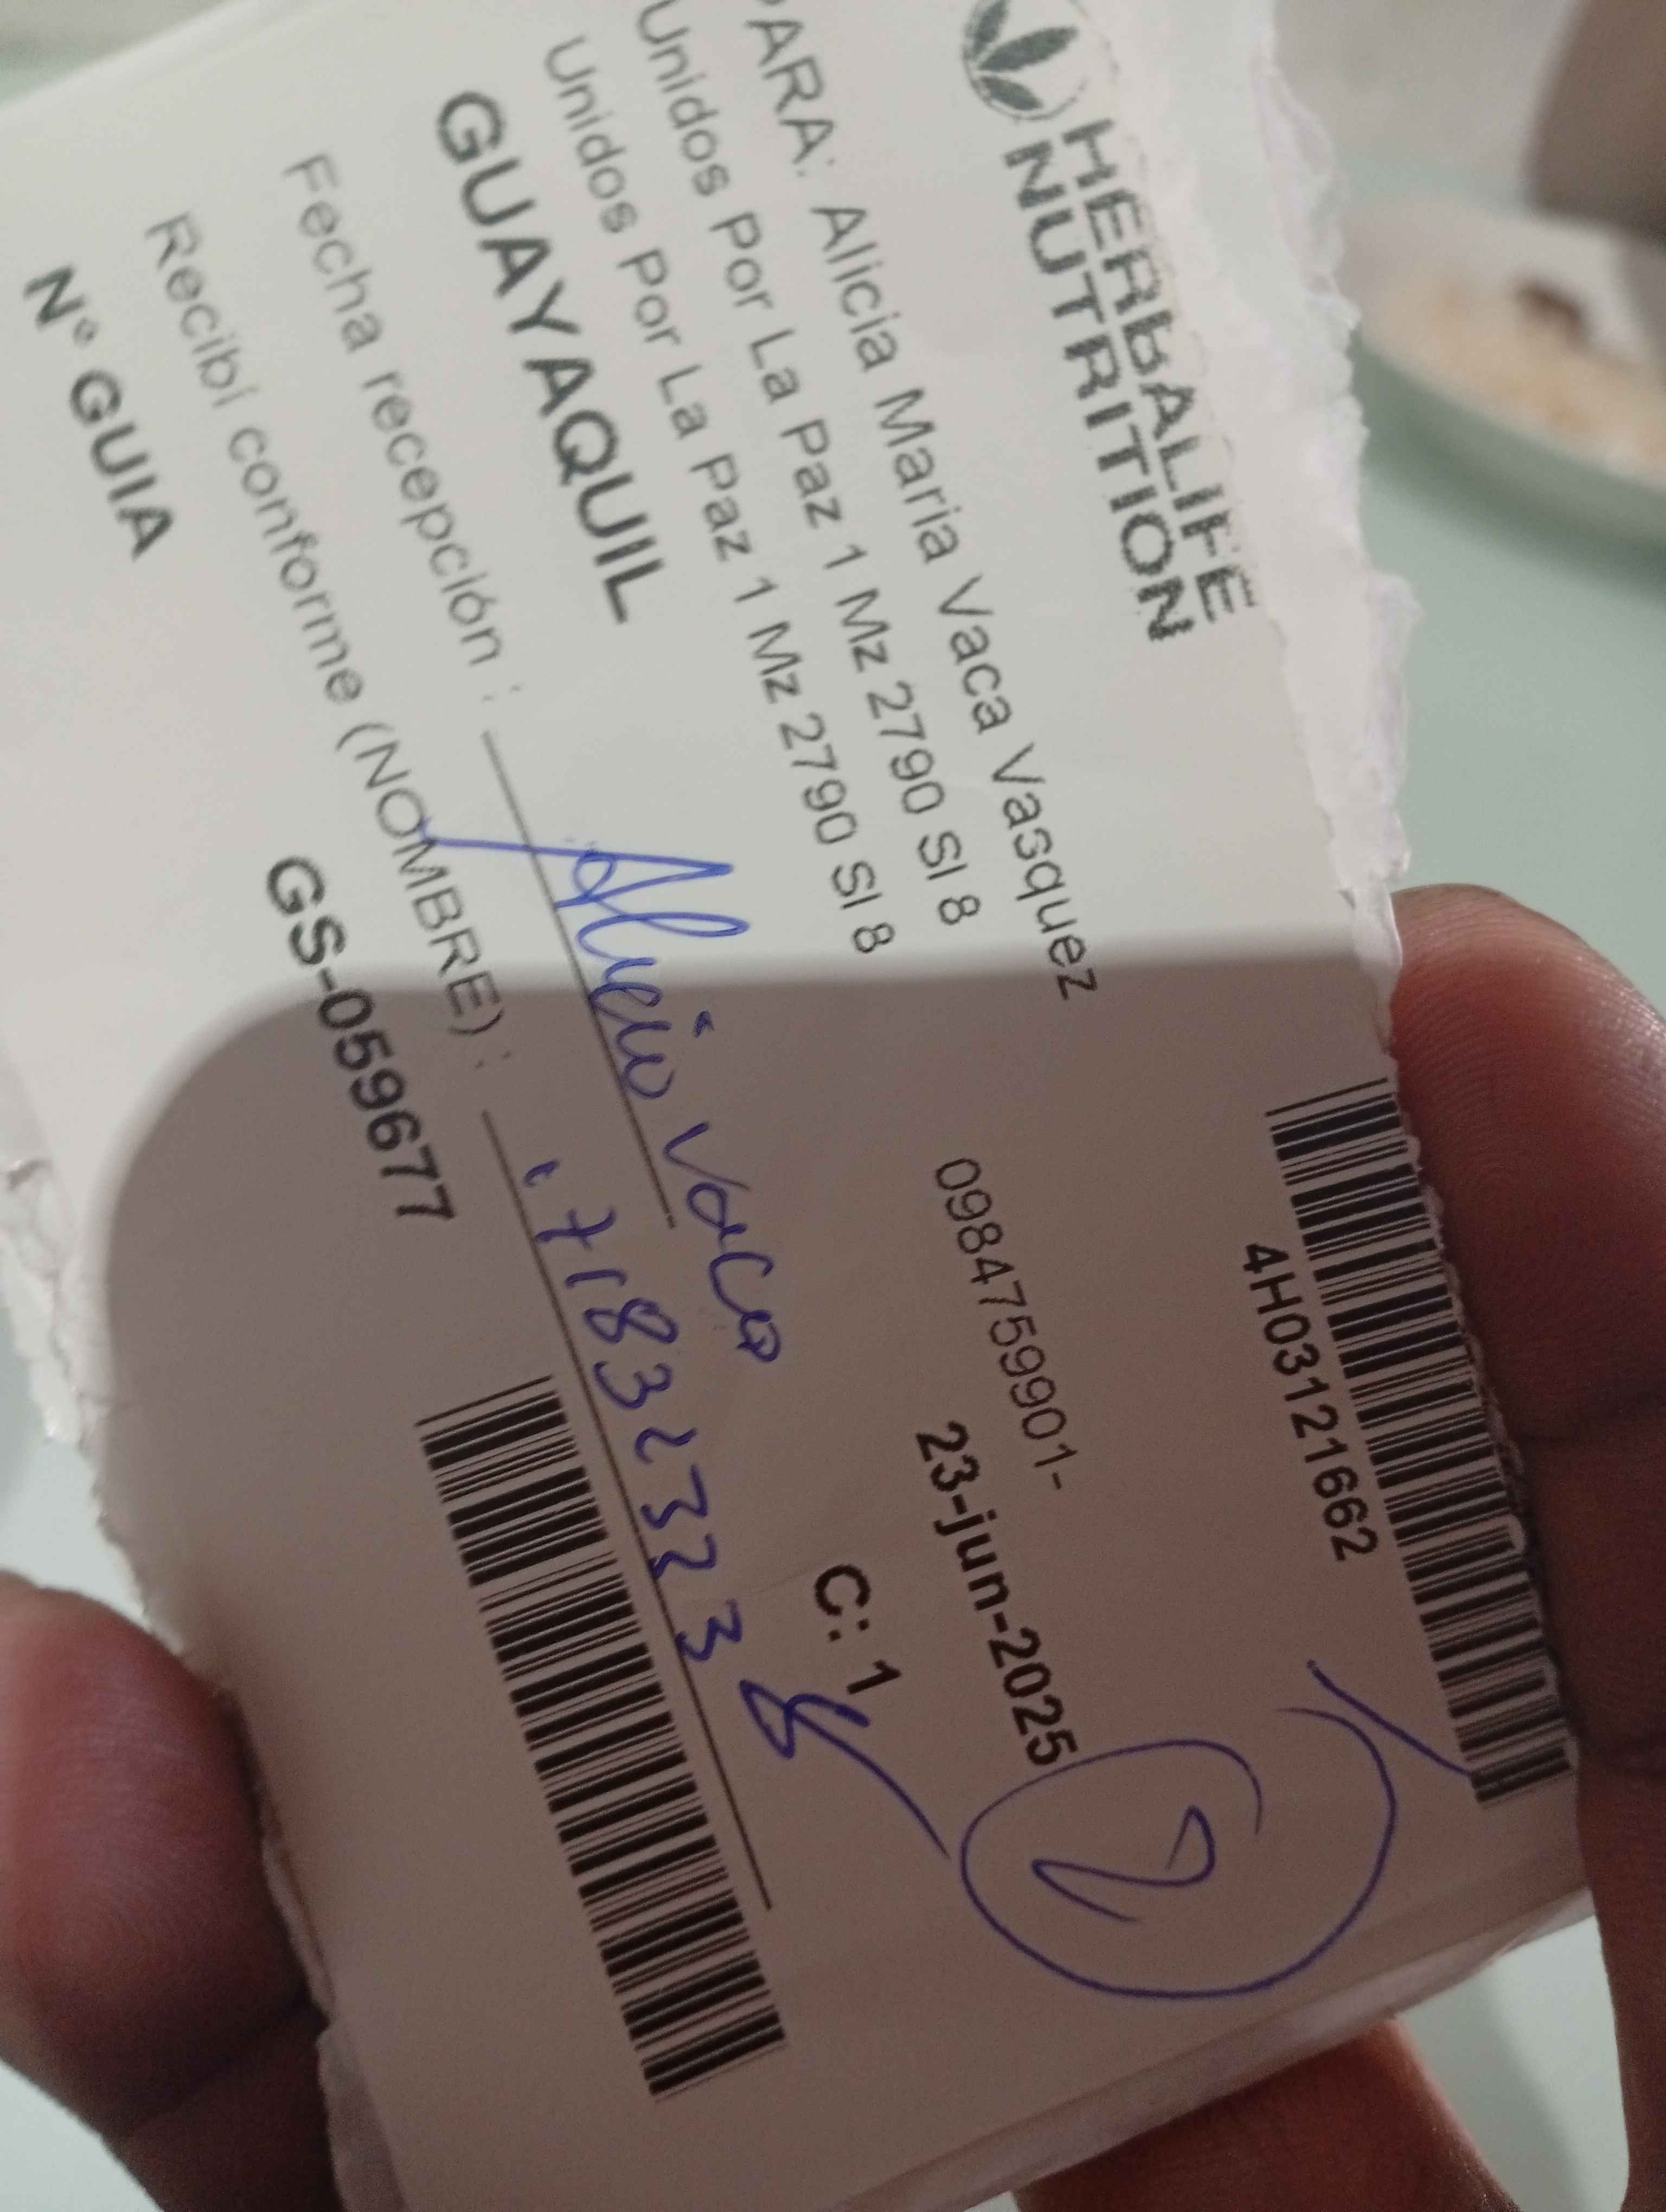 HERBALIFE
NUTRITION
4H03121662
PARA: Alicia Maria Vaca Vasquez
Unidos Por La Paz 1 Mz 2790 Sl 8
0984759901-
Unidos Por La Paz 1 Mz 2790 Sl 8
23-jun-2025
2
GUAYAQUIL
C: 1
Fecha recepción :
Alicia Vaca
Recibí conforme (NOMBRE) :
N° GUIA
GS-059677